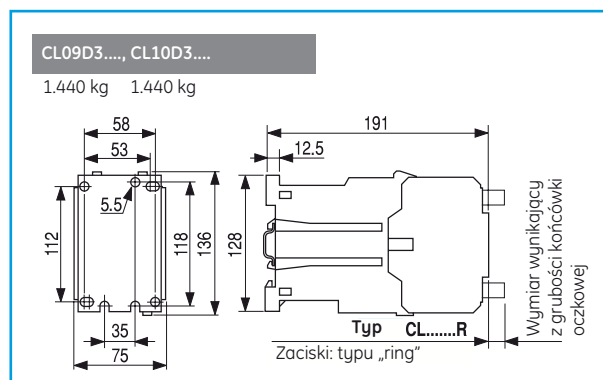 CL09D3...., CL10D3....
1.440 kg 1.440 kg
58
53
5.5
112
118
136
35
75
191
12.5
128
Typ CL.......R
Zaciski: typu „ring”
Wymiar wynikający
z grubości końcówki
oczkowej